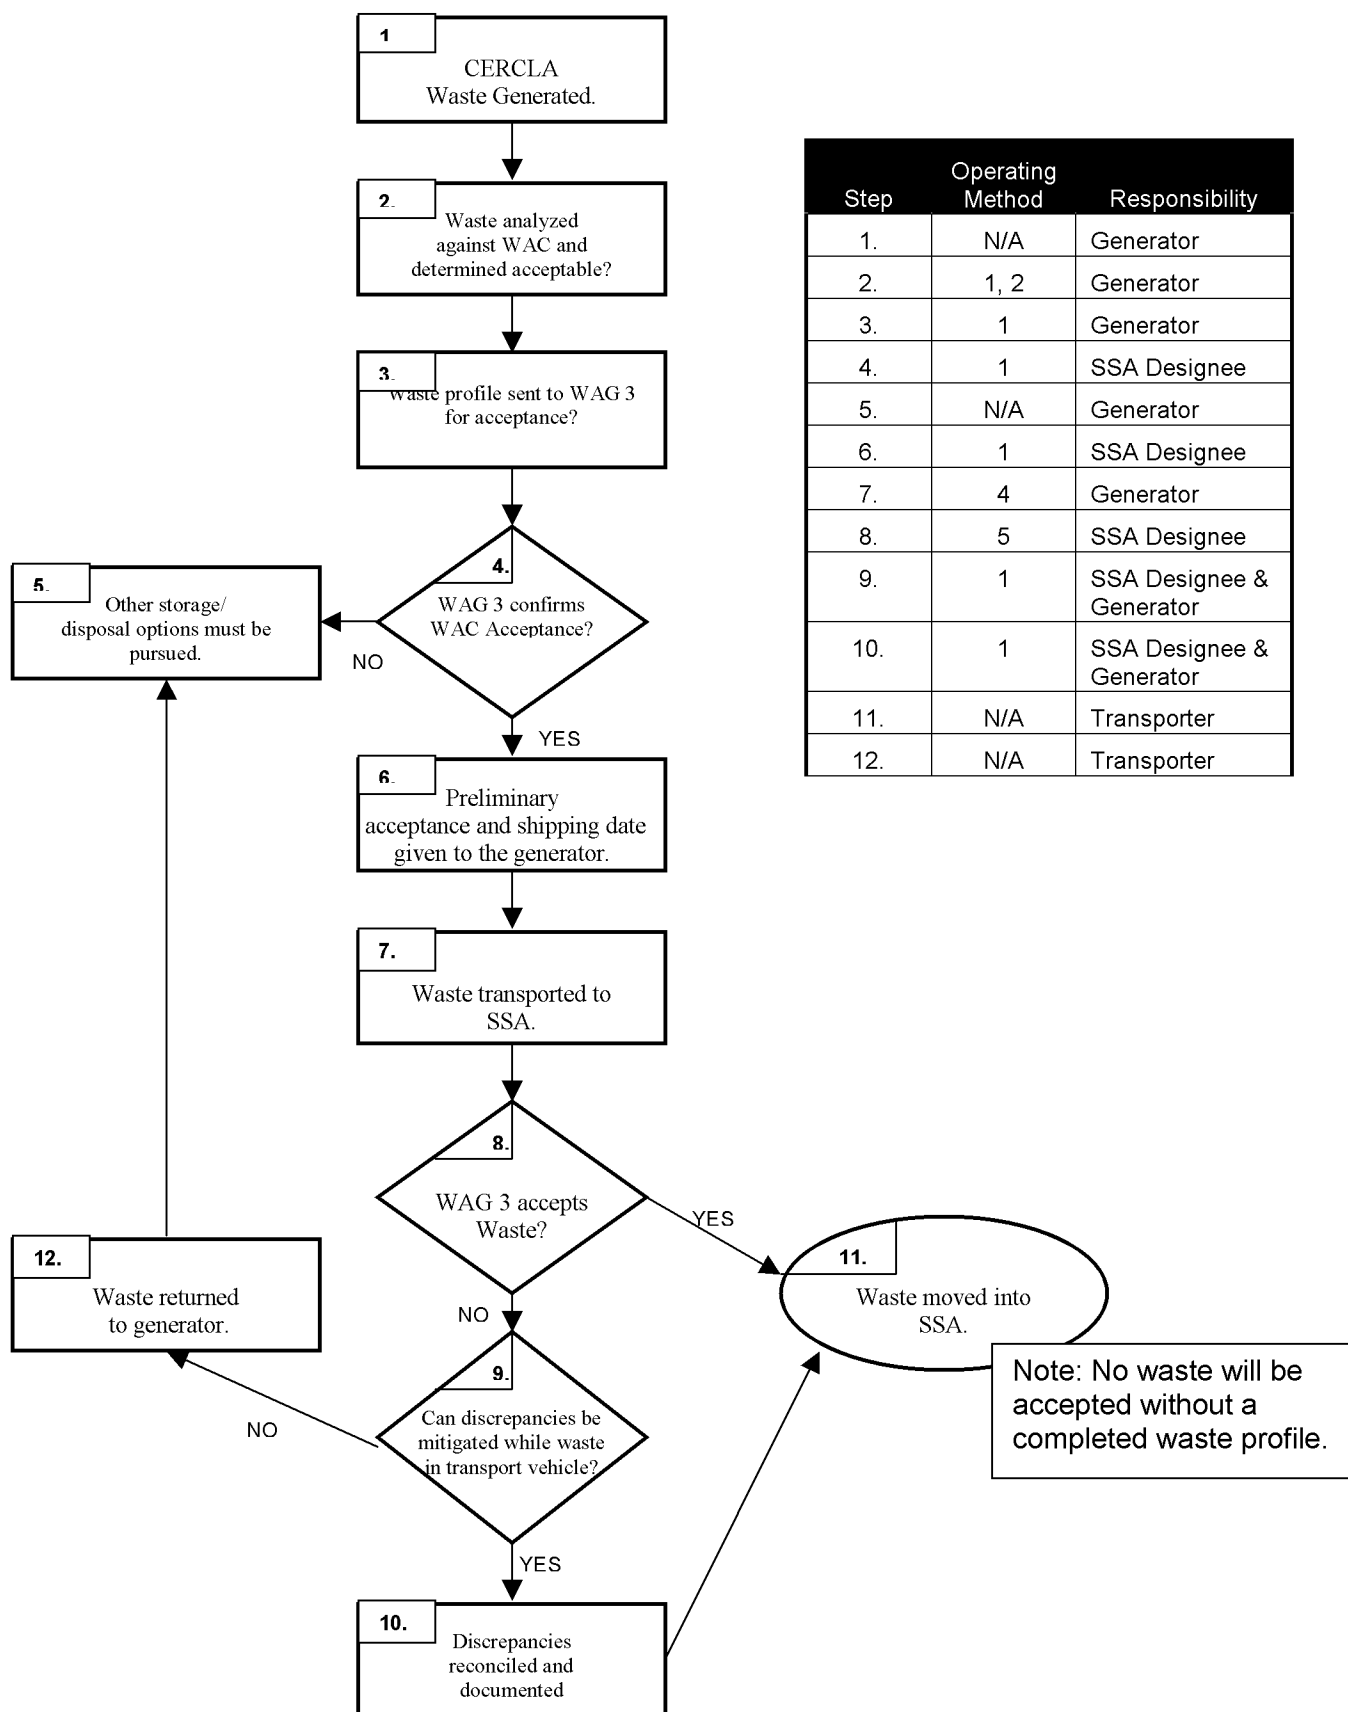 1
CERCLA
Waste Generated.
2.
Waste analyzed
against WAC and
determined acceptable?
3.
Waste profile sent to WAG 3
for acceptance?
4.
WAG 3 confirms
WAC Acceptance?
NO
YES
5.
Other storage/
disposal options must be
pursued.
6.
Preliminary
acceptance and shipping date
given to the generator.
7.
Waste transported to
SSA.
8.
WAG 3 accepts
Waste?
YES
NO
9.
Can discrepancies be
mitigated while waste
in transport vehicle?
NO
YES
10.
Discrepancies
reconciled and
documented
11.
Waste moved into
SSA.
12.
Waste returned
to generator.
Note: No waste will be
accepted without a
completed waste profile.
Step Operating Method Responsibility
1. N/A Generator
2. 1, 2 Generator
3. 1 Generator
4. 1 SSA Designee
5. N/A Generator
6. 1 SSA Designee
7. 4 Generator
8. 5 SSA Designee
9. 1 SSA Designee &
Generator
10. 1 SSA Designee &
Generator
11. N/A Transporter
12. N/A Transporter